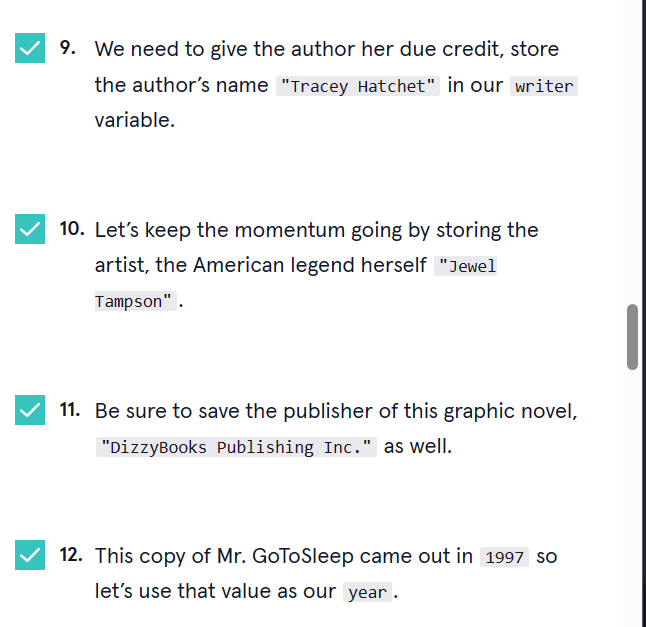 9. We need to give the author her due credit, store
the author’s name "Tracey Hatchet" in our writer
variable.
10. Let’s keep the momentum going by storing the
artist, the American legend herself "Jewel
Tampson".
11. Be sure to save the publisher of this graphic novel,
"DizzyBooks Publishing Inc." as well.
12. This copy of Mr. GoToSleep came out in 1997 so
let’s use that value as our year.